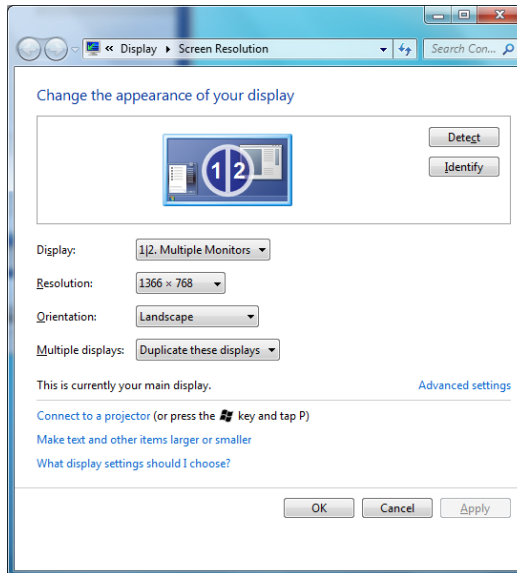 « Display ▸ Screen Resolution Search Con...
Change the appearance of your display
1 2
Detect
Identify
Display: 1|2. Multiple Monitors
Resolution: 1366 × 768
Orientation: Landscape
Multiple displays: Duplicate these displays
This is currently your main display. Advanced settings
Connect to a projector (or press the key and tap P)
Make text and other items larger or smaller
What display settings should I choose?
OK Cancel Apply